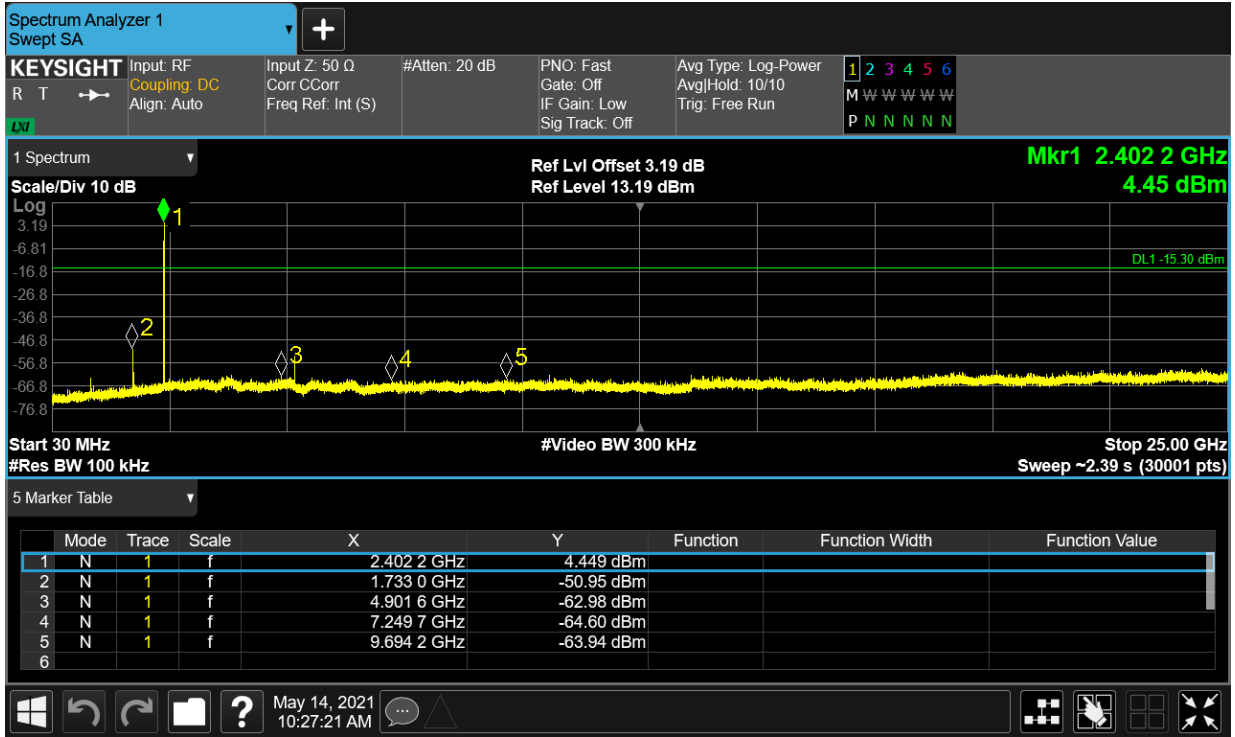 Spectrum Analyzer 1
Swept SA
+
KEYSIGHT Input: RF Input Z: 50 Ω #Atten: 20 dB PNO: Fast Avg Type: Log-Power 1 2 3 4 5 6
R T Coupling: DC Corr CCorr Gate: Off Avg|Hold: 10/10 M W W W W W
Align: Auto Freq Ref: Int (S) IF Gain: Low Trig: Free Run
LXI Sig Track: Off P N N N N N
1 Spectrum Ref Lvl Offset 3.19 dB Mkr1 2.402 2 GHz
Scale/Div 10 dB Ref Level 13.19 dBm 4.45 dBm
Log
1
3.19
-6.81
DL1 -15.30 dBm
-16.8
-26.8
-36.8
2
-46.8
3 4 5
-56.8
-66.8
-76.8
Start 30 MHz #Video BW 300 kHz Stop 25.00 GHz
#Res BW 100 kHz Sweep ~2.39 s (30001 pts)
5 Marker Table
Mode Trace Scale X Y Function Function Width Function Value
1 N 1 f 2.402 2 GHz 4.449 dBm
2 N 1 f 1.733 0 GHz -50.95 dBm
3 N 1 f 4.901 6 GHz -62.98 dBm
4 N 1 f 7.249 7 GHz -64.60 dBm
5 N 1 f 9.694 2 GHz -63.94 dBm
6
? May 14, 2021
10:27:21 AM